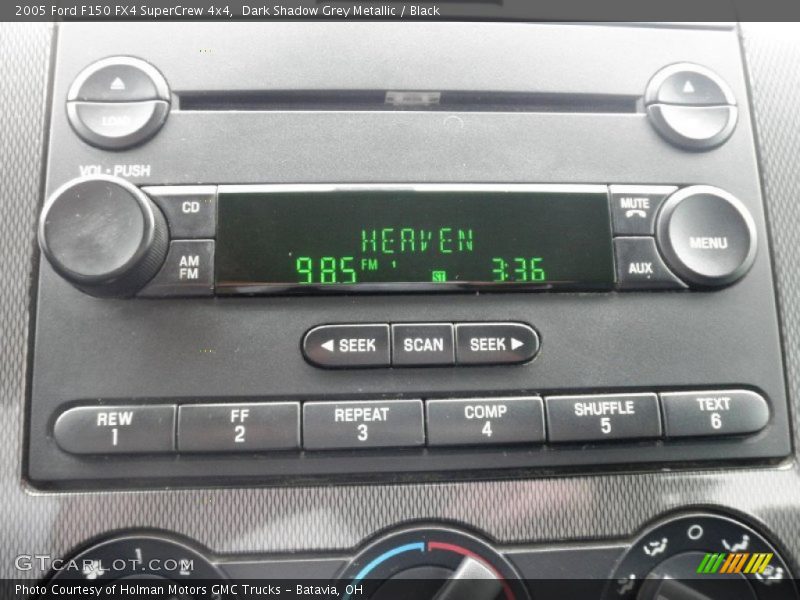 2005 Ford F150 FX4 SuperCrew 4x4, Dark Shadow Grey Metallic / Black
LOAD
VOL • PUSH
CD
MUTE
HEAVEN
MENU
AM
FM
985 FM 1 ST 3:36
AUX
◄ SEEK SCAN SEEK ►
REW
1
FF
2
REPEAT
3
COMP
4
SHUFFLE
5
TEXT
6
GTCarLot.com
Photo Courtesy of Holman Motors GMC Trucks – Batavia, OH